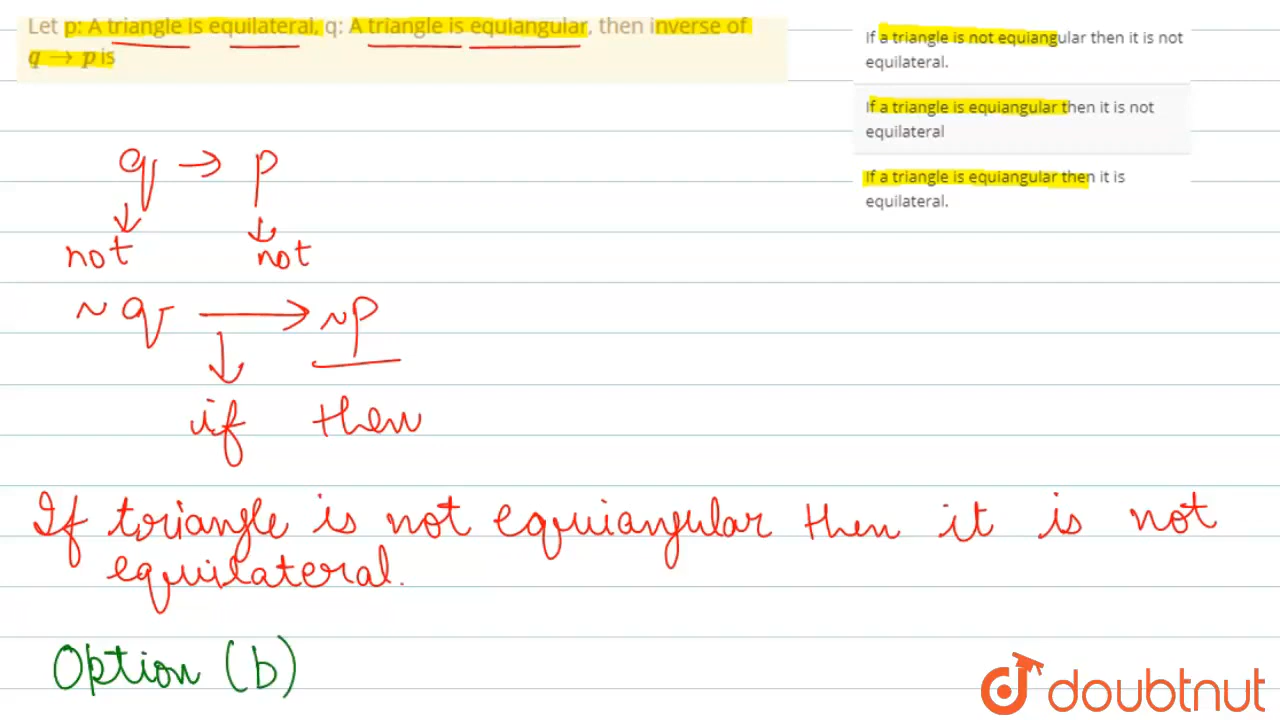 Let p: A triangle is equilateral, q: A triangle is equiangular, then inverse of
q → p is
If a triangle is not equiangular then it is not
equilateral.
If a triangle is equiangular then it is not
equilateral
If a triangle is equiangular then it is
equilateral.
q → p
not not
~ q → ~p
if then
If triangle is not equiangular then it is not
equilateral.
Option (b)
doubtnut